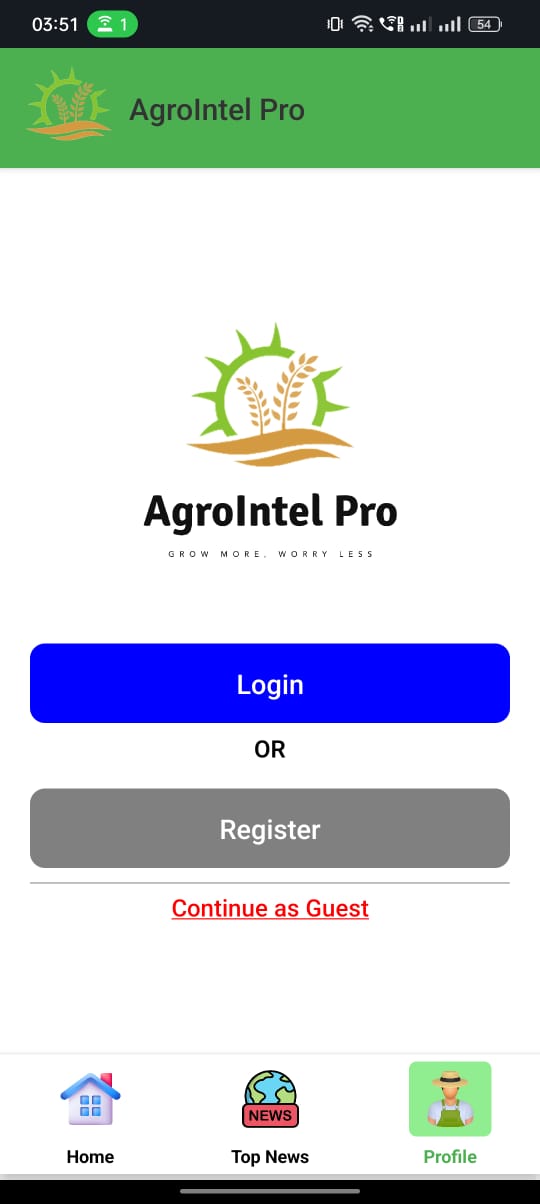 03:51 1 54
AgroIntel Pro
AgroIntel Pro
GROW MORE, WORRY LESS
Login
OR
Register
Continue as Guest
NEWS
Home Top News Profile